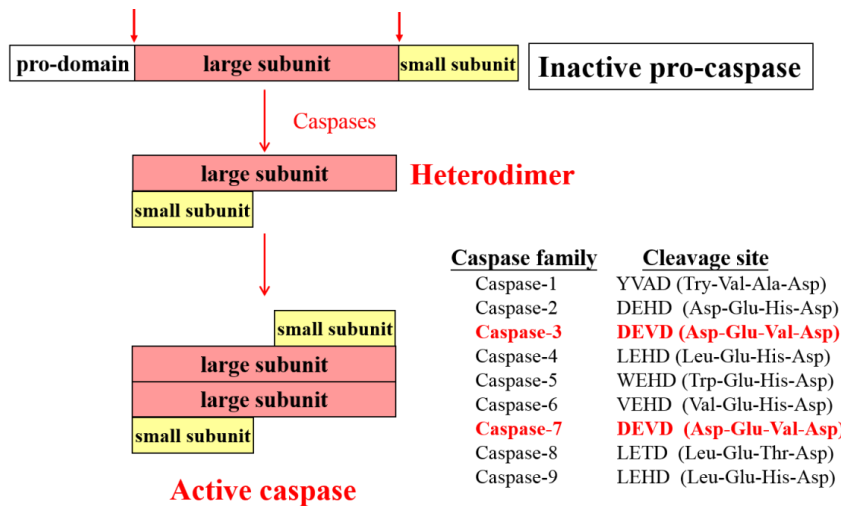 pro-domain large subunit small subunit Inactive pro-caspase
Caspases
large subunit Heterodimer
small subunit
Caspase family Cleavage site
Caspase-1 YVAD (Try-Val-Ala-Asp)
Caspase-2 DEHD (Asp-Glu-His-Asp)
small subunit Caspase-3 DEVD (Asp-Glu-Val-Asp)
large subunit Caspase-4 LEHD (Leu-Glu-His-Asp)
large subunit Caspase-5 WEHD (Trp-Glu-His-Asp)
small subunit Caspase-6 VEHD (Val-Glu-His-Asp)
Caspase-7 DEVD (Asp-Glu-Val-Asp)
Caspase-8 LETD (Leu-Glu-Thr-Asp)
Caspase-9 LEHD (Leu-Glu-His-Asp)
Active caspase